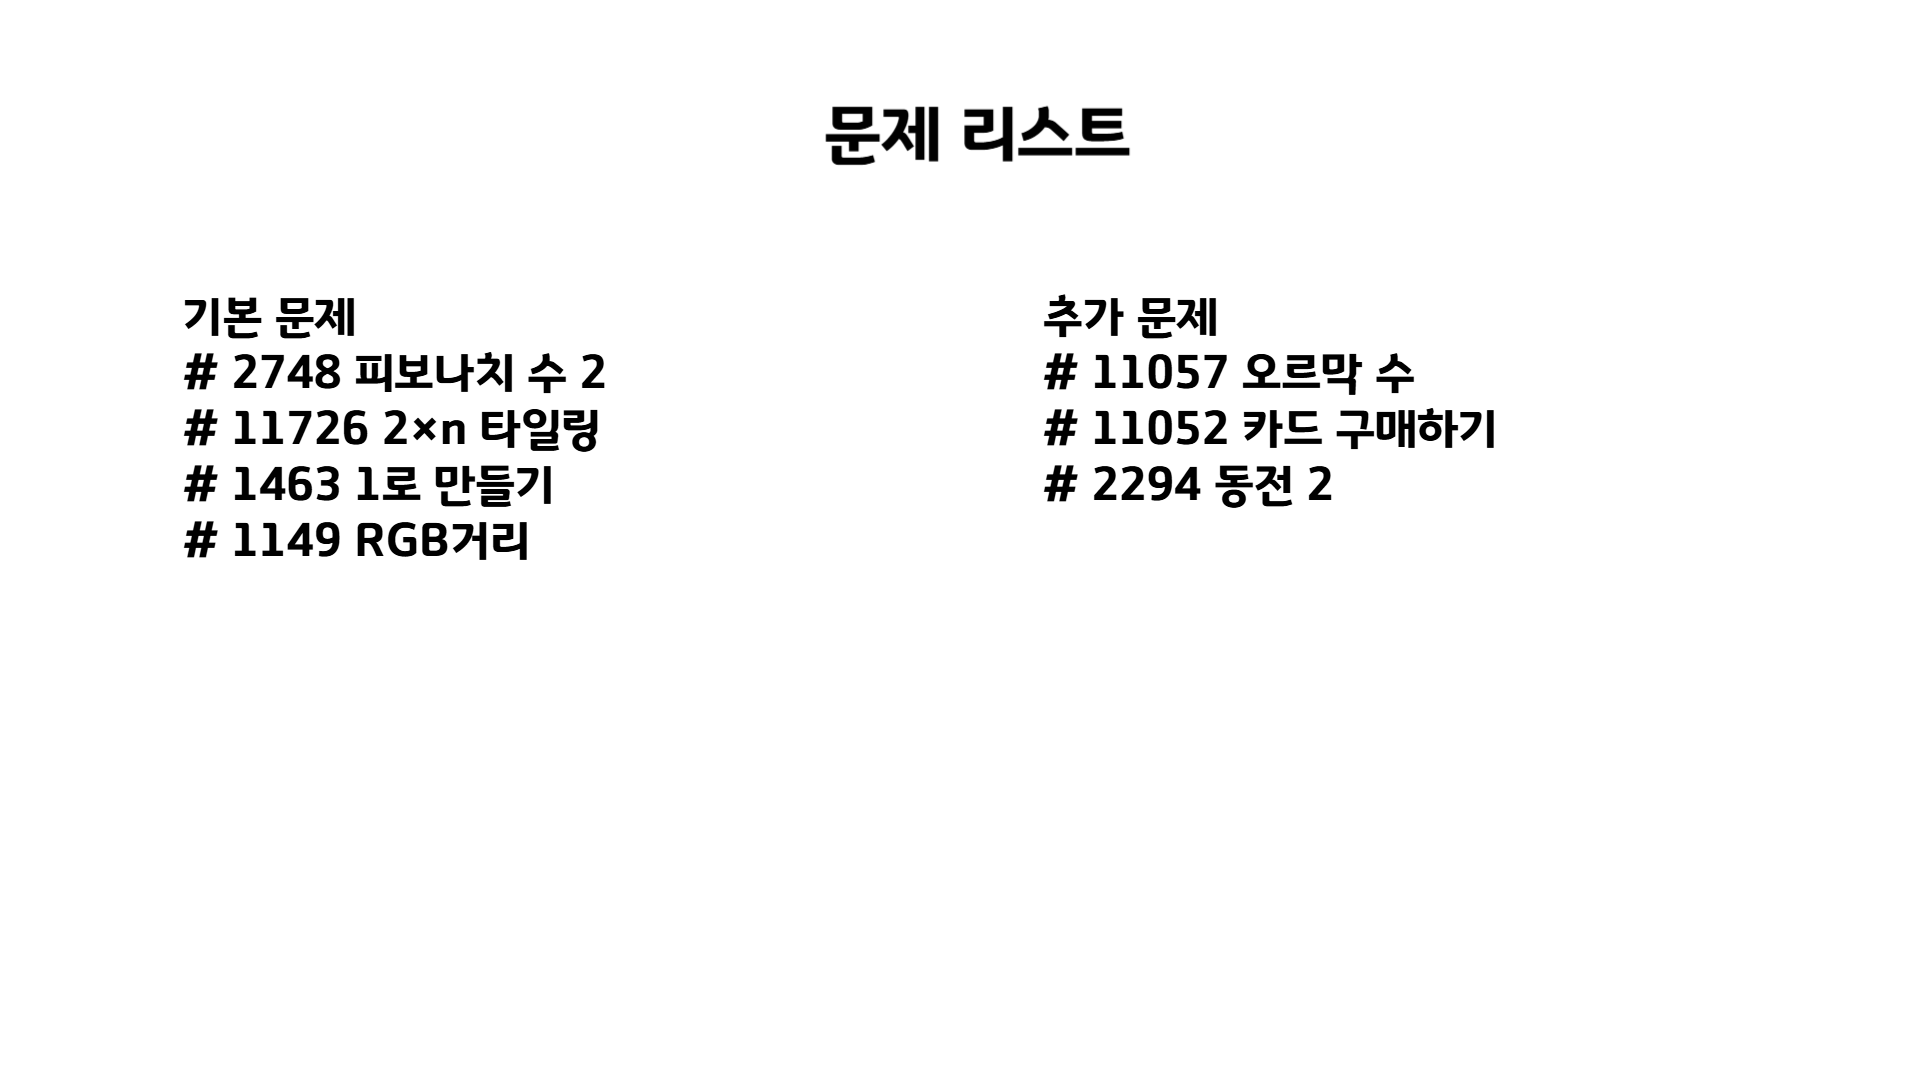 문제 리스트
기본 문제
# 2748 피보나치 수 2
# 11726 2×n 타일링
# 1463 1로 만들기
# 1149 RGB거리
추가 문제
# 11057 오르막 수
# 11052 카드 구매하기
# 2294 동전 2